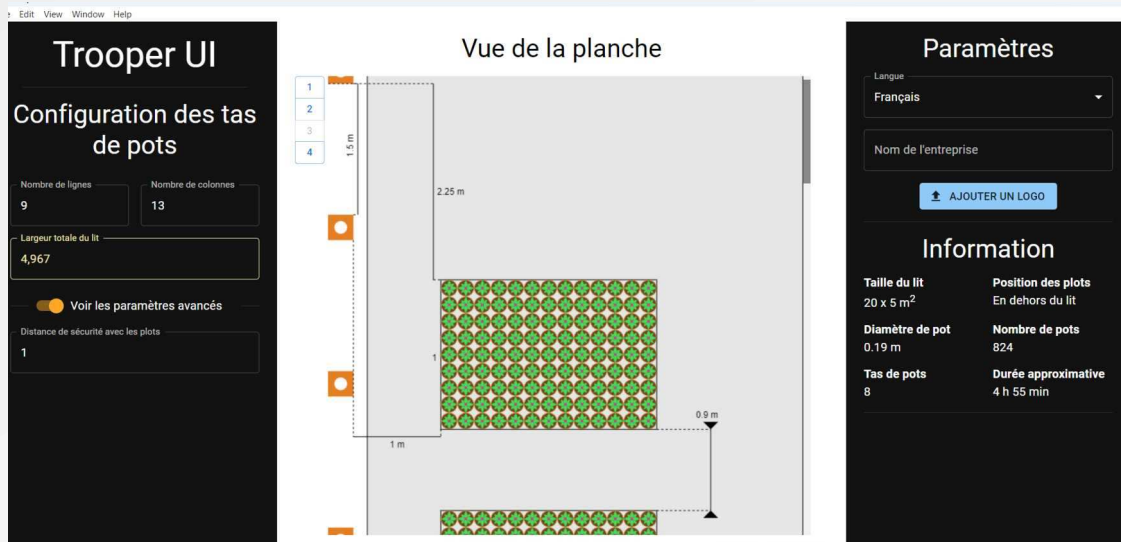 Edit View Window Help
Trooper UI
Configuration des tas
de pots
Nombre de lignes
9
Nombre de colonnes
13
Largeur totale du lit
4,967
Voir les paramètres avancés
Distance de sécurité avec les plots
1
Vue de la planche
1
2
3
4
1.5 m
2.25 m
1
1 m
0.9 m
Paramètres
Langue
Français
Nom de l'entreprise
AJOUTER UN LOGO
Information
Taille du lit
20 x 5 m²
Position des plots
En dehors du lit
Diamètre de pot
0.19 m
Nombre de pots
824
Tas de pots
8
Durée approximative
4 h 55 min